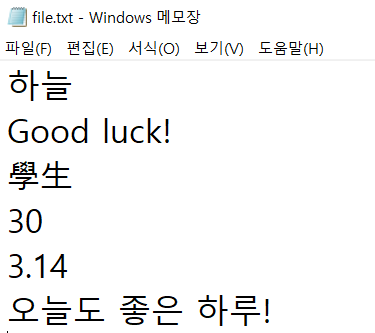 file.txt - Windows 메모장
파일(F) 편집(E) 서식(O) 보기(V) 도움말(H)
하늘
Good luck!
學生
30
3.14
오늘도 좋은 하루!